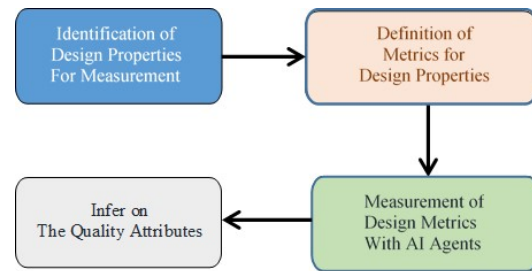 Identification of
Design Properties
For Measurement
Definition of
Metrics for
Design Properties
Measurement of
Design Metrics
With AI Agents
Infer on
The Quality Attributes